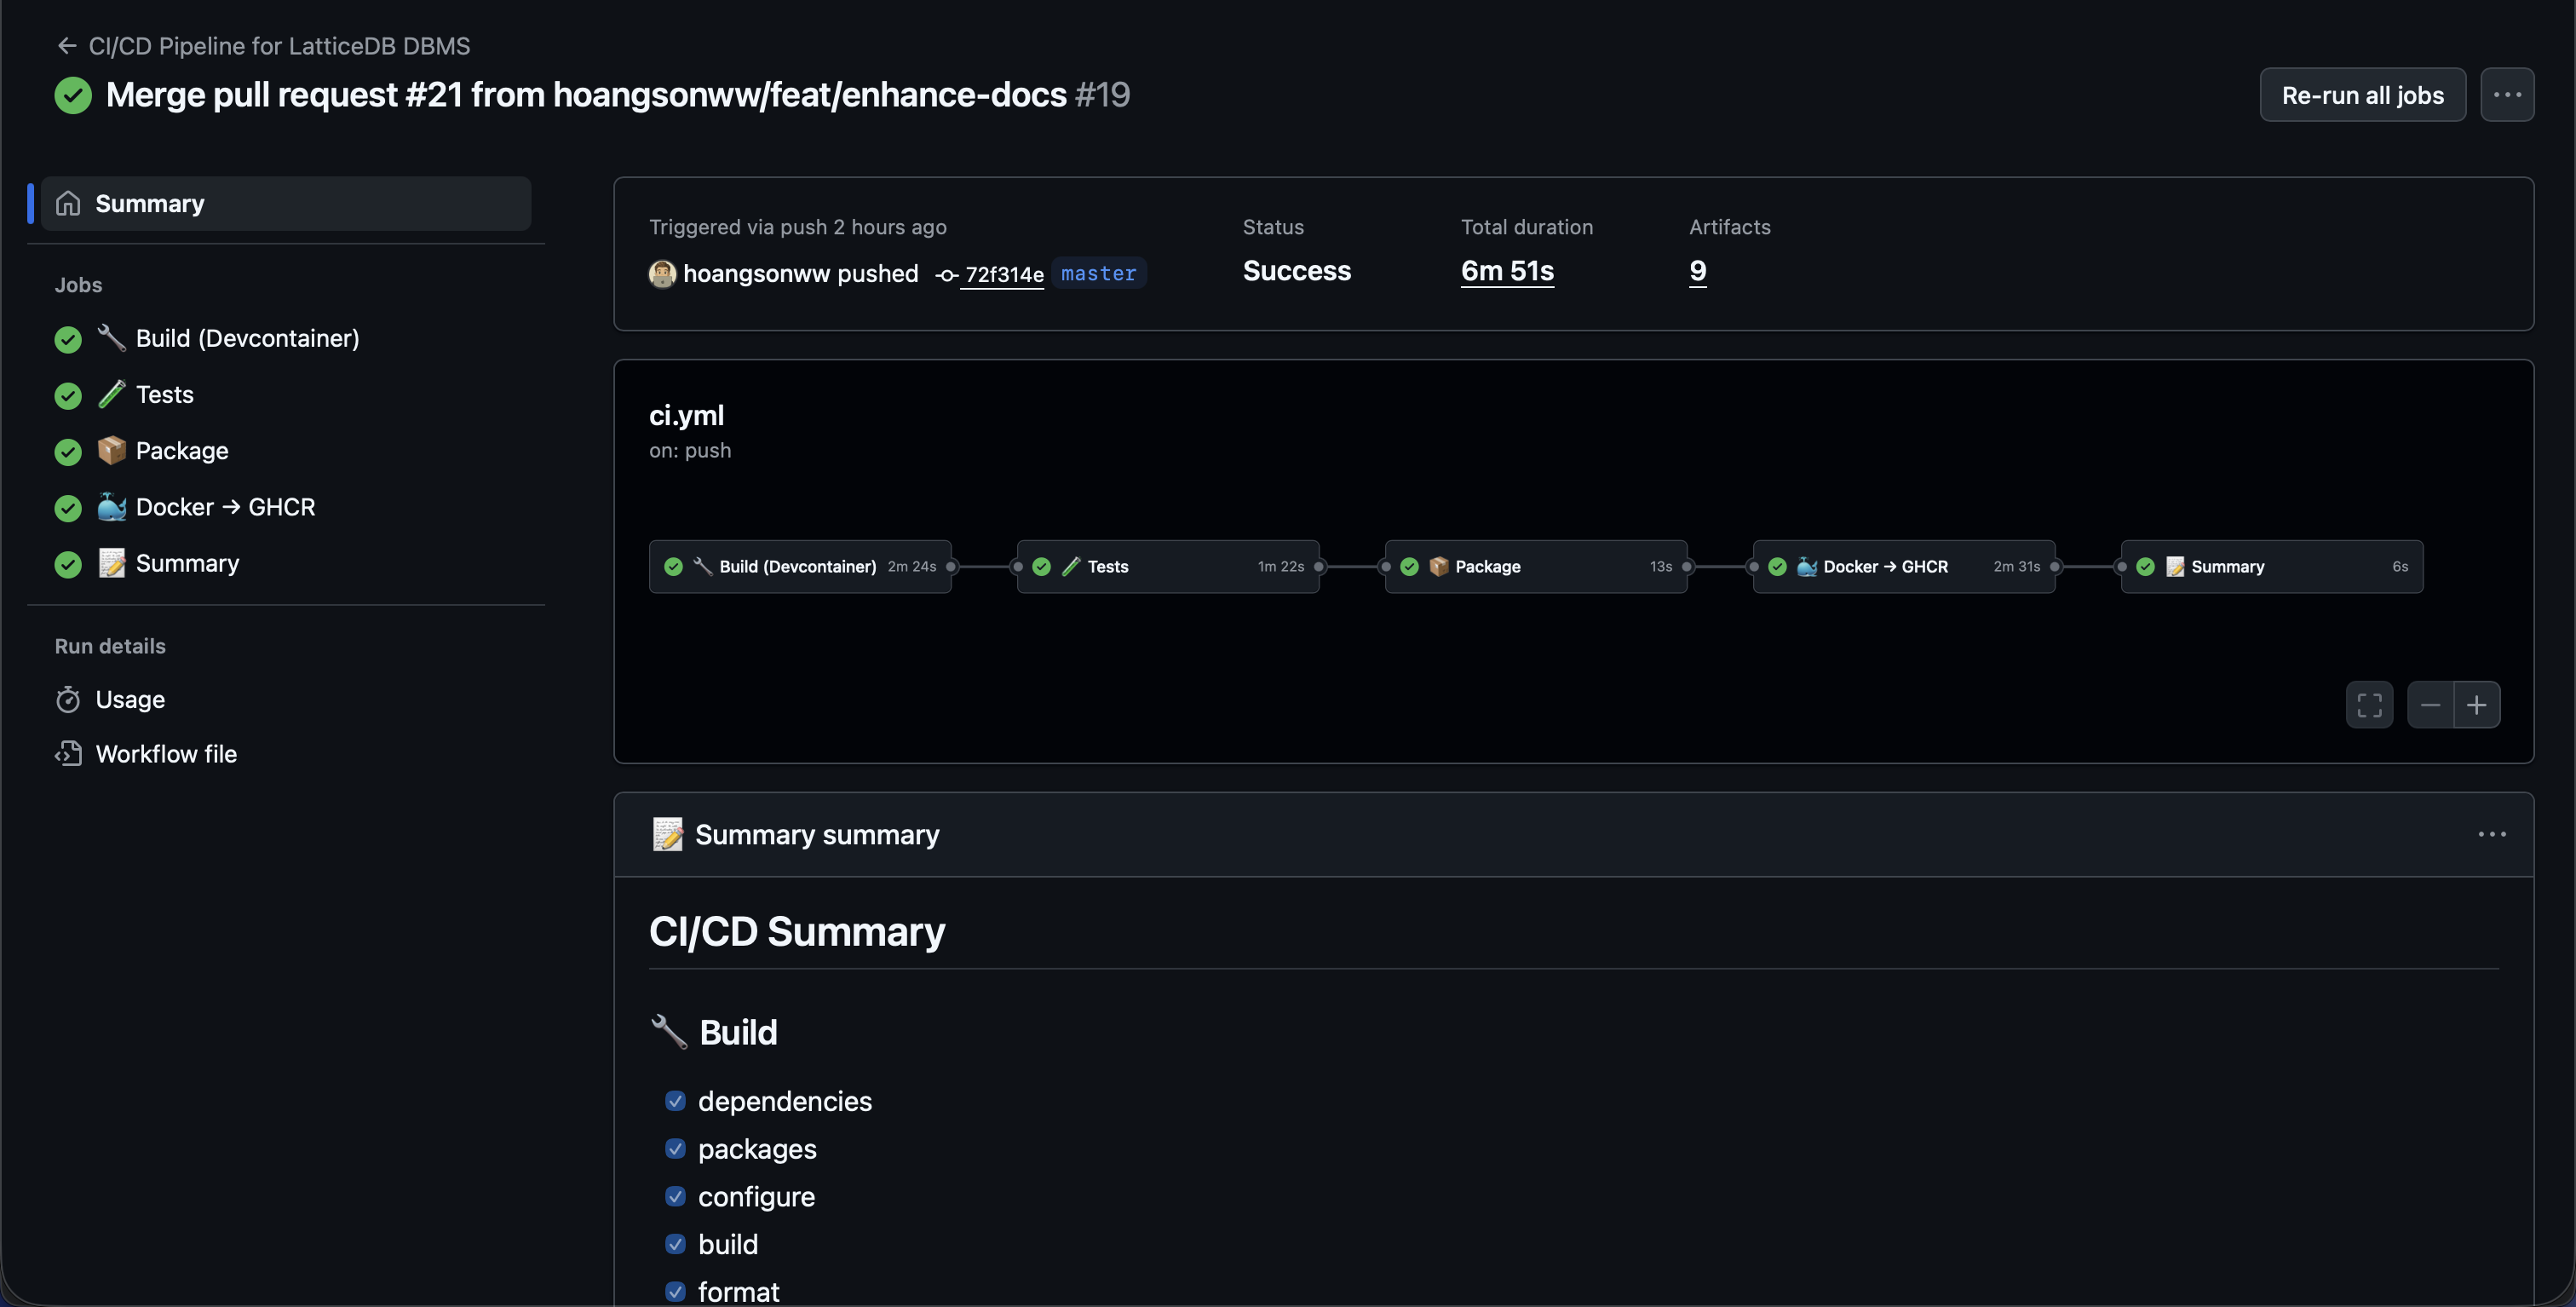 ← CI/CD Pipeline for LatticeDB DBMS
Merge pull request #21 from hoangsonww/feat/enhance-docs #19
Re-run all jobs
Summary
Jobs
Build (Devcontainer)
Tests
Package
Docker → GHCR
Summary
Run details
Usage
Workflow file
Triggered via push 2 hours ago
hoangsonww pushed 72f314e master
Status
Success
Total duration
6m 51s
Artifacts
9
ci.yml
on: push
Build (Devcontainer) 2m 24s
Tests 1m 22s
Package 13s
Docker → GHCR 2m 31s
Summary 6s
Summary summary
CI/CD Summary
Build
dependencies
packages
configure
build
format